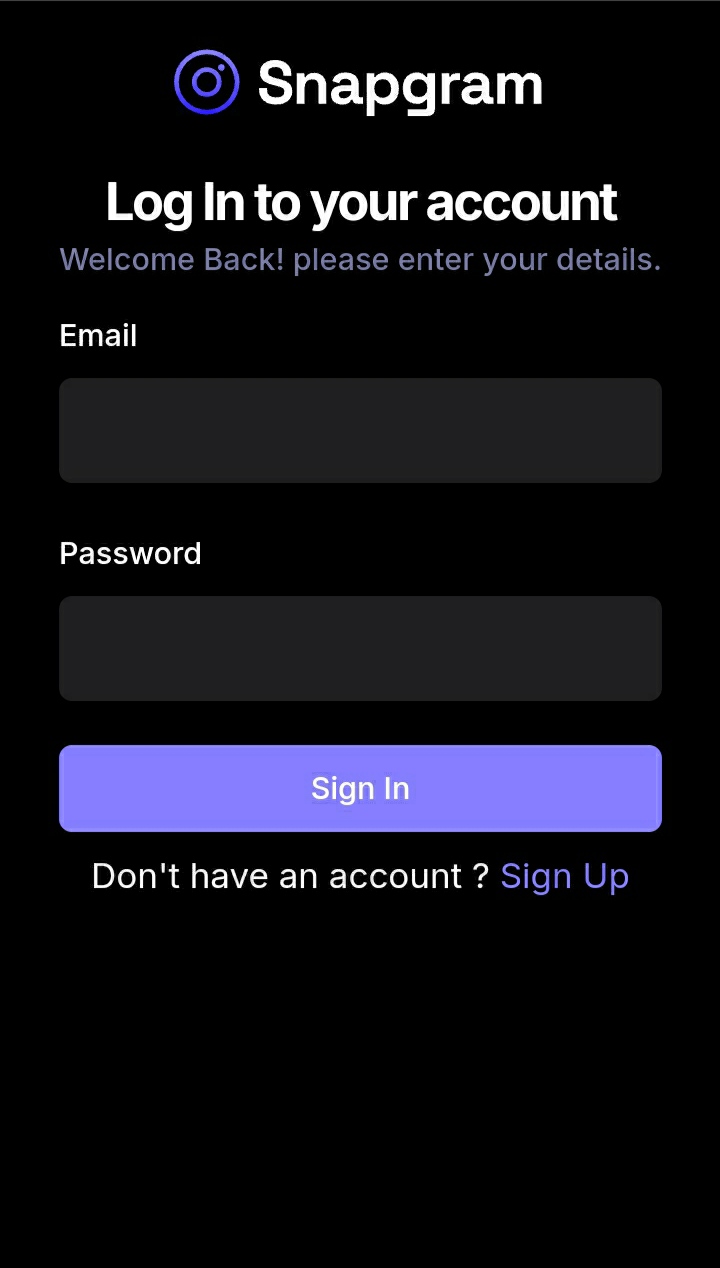 Snapgram
Log In to your account
Welcome Back! please enter your details.
Email
Password
Sign In
Don't have an account ? Sign Up